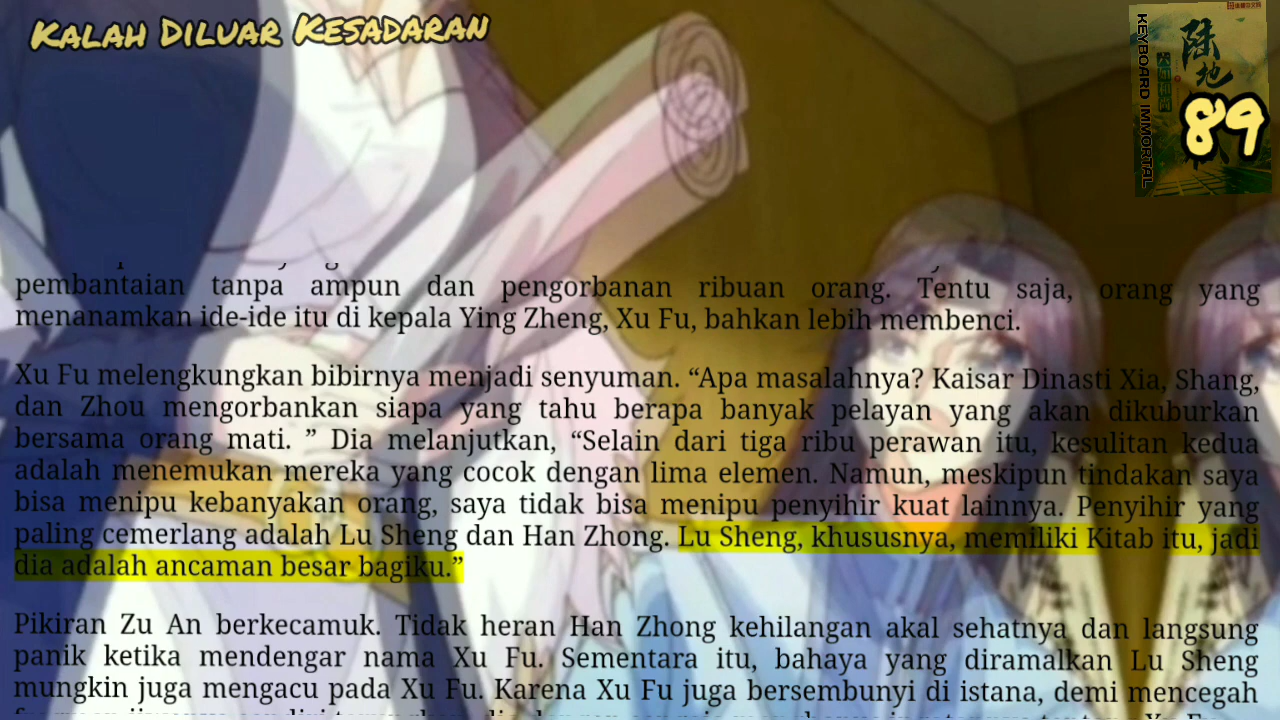 KALAH DILUAR KESADARAN
KEYBOARD IMMORTAL
陆地
89
pembantaian tanpa ampun dan pengorbanan ribuan orang. Tentu saja, orang yang
menanamkan ide-ide itu di kepala Ying Zheng, Xu Fu, bahkan lebih membenci.
Xu Fu melengkungkan bibirnya menjadi senyuman. “Apa masalahnya? Kaisar Dinasti Xia, Shang,
dan Zhou mengorbankan siapa yang tahu berapa banyak pelayan yang akan dikuburkan
bersama orang mati. ” Dia melanjutkan, “Selain dari tiga ribu perawan itu, kesulitan kedua
adalah menemukan mereka yang cocok dengan lima elemen. Namun, meskipun tindakan saya
bisa menipu kebanyakan orang, saya tidak bisa menipu penyihir kuat lainnya. Penyihir yang
paling cemerlang adalah Lu Sheng dan Han Zhong. Lu Sheng, khususnya, memiliki Kitab itu, jadi
dia adalah ancaman besar bagiku.”
Pikiran Zu An berkecamuk. Tidak heran Han Zhong kehilangan akal sehatnya dan langsung
panik ketika mendengar nama Xu Fu. Sementara itu, bahaya yang diramalkan Lu Sheng
mungkin juga mengacu pada Xu Fu. Karena Xu Fu juga bersembunyi di istana, demi mencegah